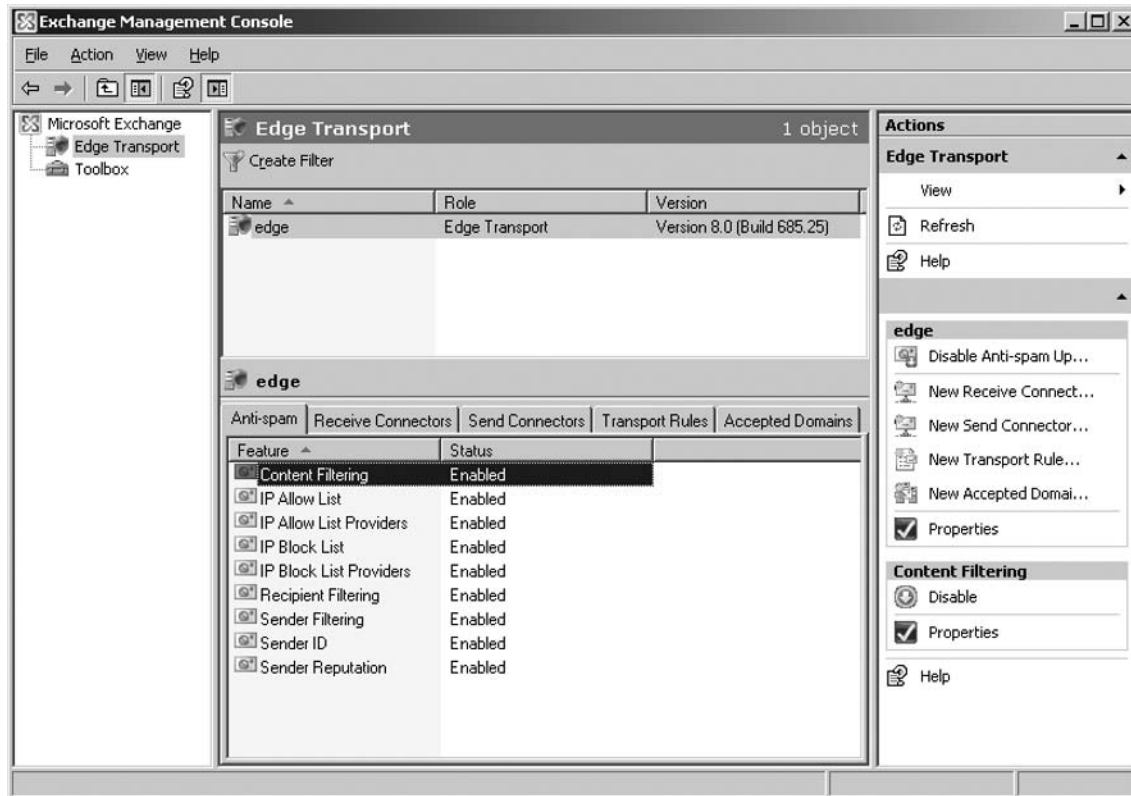 Exchange Management Console
File Action View Help
Microsoft Exchange
Edge Transport
Toolbox
Edge Transport 1 object
Create Filter
Name Role Version
edge Edge Transport Version 8.0 (Build 685.25)
edge
Anti-spam Receive Connectors Send Connectors Transport Rules Accepted Domains
Feature Status
Content Filtering Enabled
IP Allow List Enabled
IP Allow List Providers Enabled
IP Block List Enabled
IP Block List Providers Enabled
Recipient Filtering Enabled
Sender Filtering Enabled
Sender ID Enabled
Sender Reputation Enabled
Actions
Edge Transport
View
Refresh
Help
edge
Disable Anti-spam Up...
New Receive Connect...
New Send Connector...
New Transport Rule...
New Accepted Domai...
Properties
Content Filtering
Disable
Properties
Help